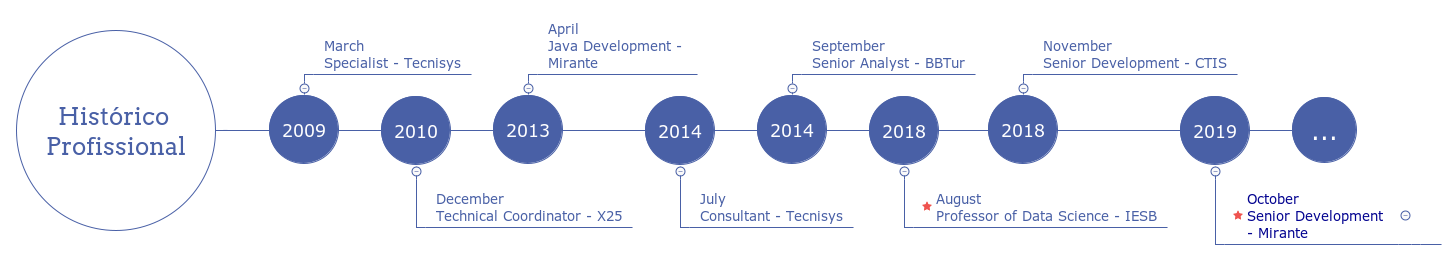 Histórico
Profissional
2009
March
Specialist - Tecnisys
2010
December
Technical Coordinator - X25
2013
April
Java Development -
Mirante
2014
July
Consultant - Tecnisys
2014
September
Senior Analyst - BBTur
2018
August
Professor of Data Science - IESB
2018
November
Senior Development - CTIS
2019
October
Senior Development
- Mirante
...